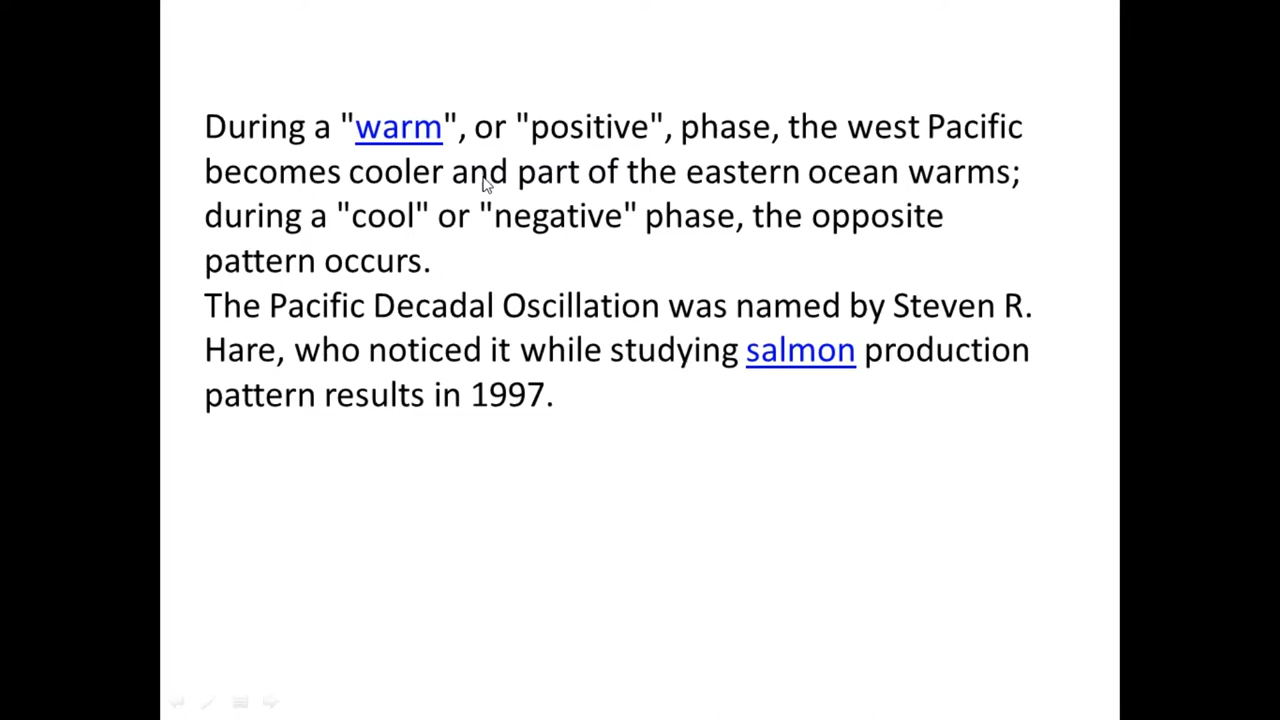 During a "warm", or "positive", phase, the west Pacific
becomes cooler and part of the eastern ocean warms;
during a "cool" or "negative" phase, the opposite
pattern occurs.
The Pacific Decadal Oscillation was named by Steven R.
Hare, who noticed it while studying salmon production
pattern results in 1997.